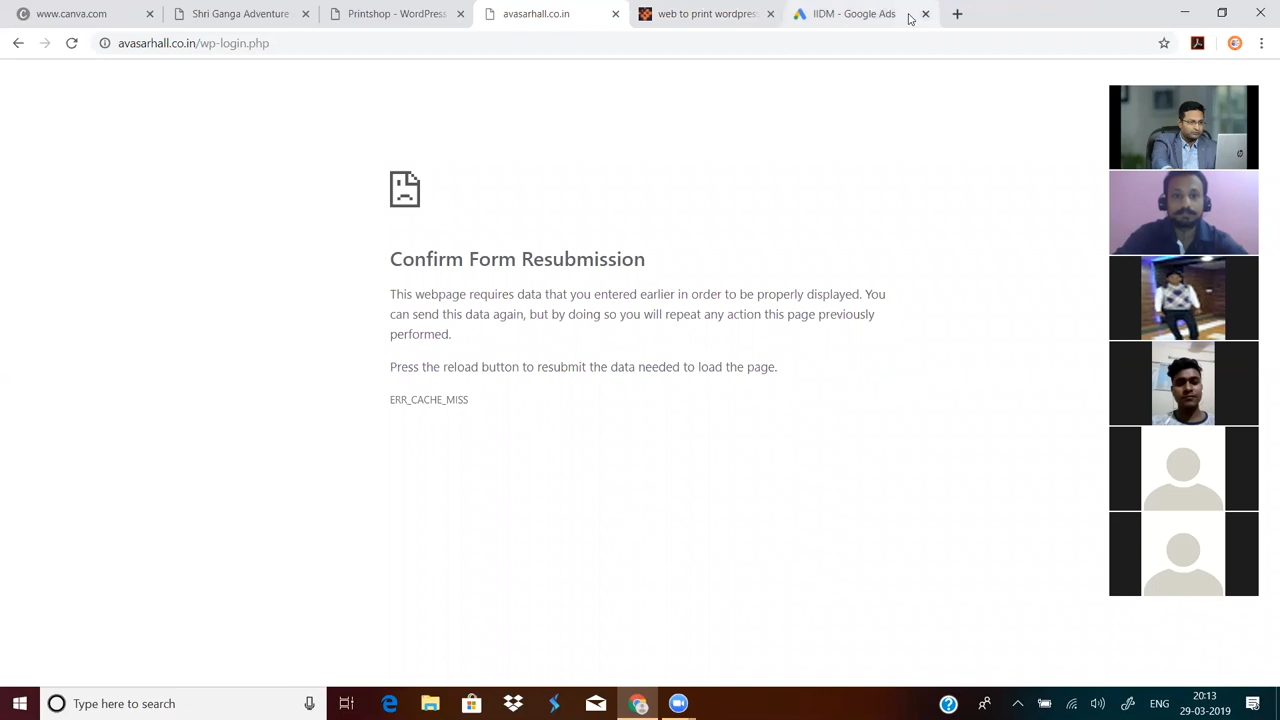 www.canva.com
Shri Ganga Adventure
Printshop - WordPress
avasarhall.co.in
web to print wordpress
IIDM - Google Ads
avasarhall.co.in/wp-login.php
Confirm Form Resubmission
This webpage requires data that you entered earlier in order to be properly displayed. You
can send this data again, but by doing so you will repeat any action this page previously
performed.
Press the reload button to resubmit the data needed to load the page.
ERR_CACHE_MISS
Type here to search
ENG
20:13
29-03-2019